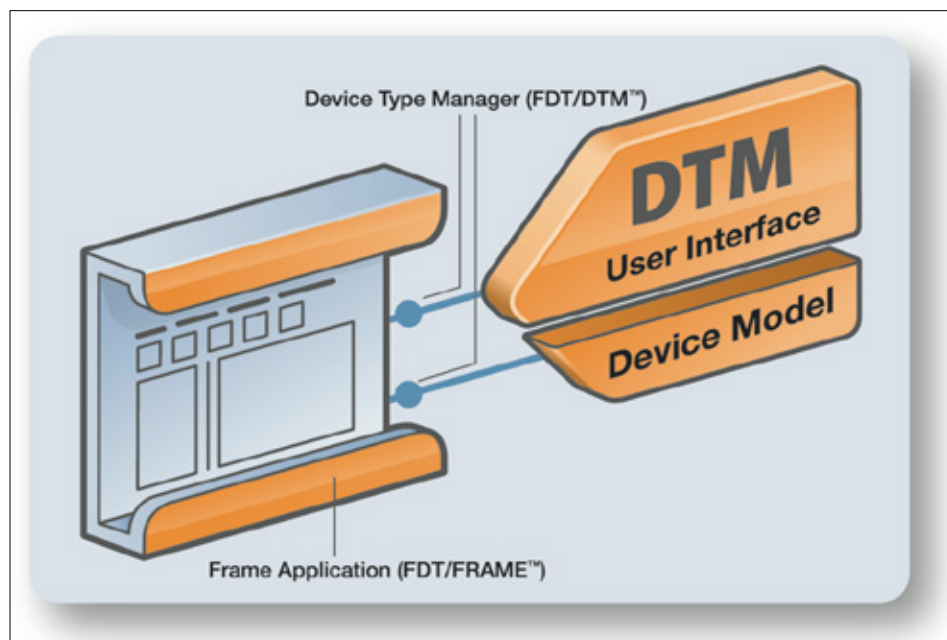 Device Type Manager (FDT/DTM™)
DTM
User Interface
Device Model
Frame Application (FDT/FRAME™)